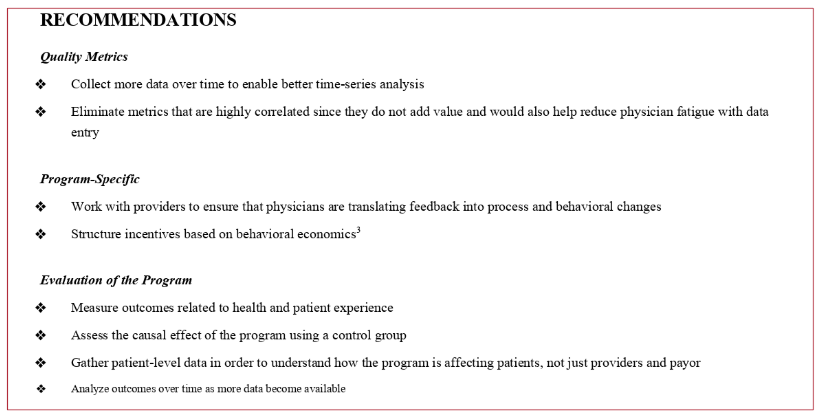 RECOMMENDATIONS
Quality Metrics
❖ Collect more data over time to enable better time-series analysis
❖ Eliminate metrics that are highly correlated since they do not add value and would also help reduce physician fatigue with data
entry
Program-Specific
❖ Work with providers to ensure that physicians are translating feedback into process and behavioral changes
❖ Structure incentives based on behavioral economics³
Evaluation of the Program
❖ Measure outcomes related to health and patient experience
❖ Assess the causal effect of the program using a control group
❖ Gather patient-level data in order to understand how the program is affecting patients, not just providers and payor
❖ Analyze outcomes over time as more data become available